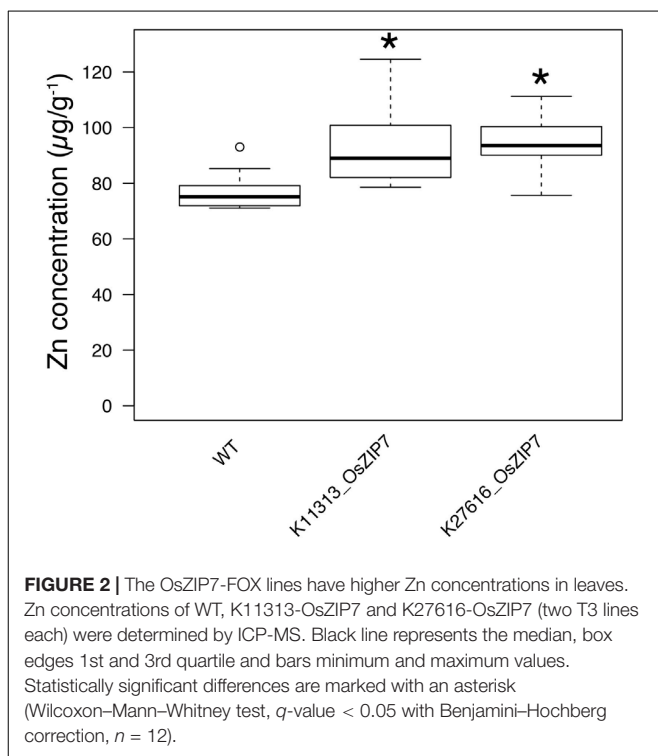 Zn concentration (µg/g⁻¹)
120
100
80
60
40
20
0
*
*
WT
K11313_OsZIP7
K27616_OsZIP7
FIGURE 2 | The OsZIP7-FOX lines have higher Zn concentrations in leaves.
Zn concentrations of WT, K11313-OsZIP7 and K27616-OsZIP7 (two T3 lines
each) were determined by ICP-MS. Black line represents the median, box
edges 1st and 3rd quartile and bars minimum and maximum values.
Statistically significant differences are marked with an asterisk
(Wilcoxon–Mann–Whitney test, q-value < 0.05 with Benjamini–Hochberg
correction, n = 12).